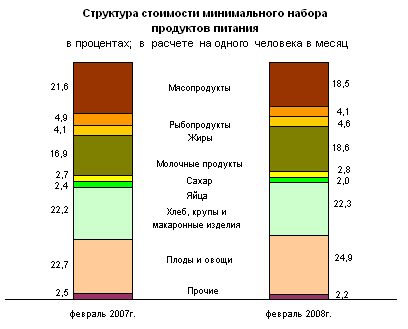 Структура стоимости минимального набора
продуктов питания
в процентах; в расчете на одного человека в месяц
21,6 Мясопродукты 18,5
4,9 Рыбопродукты 4,1
4,1 Жиры 4,6
16,9 Молочные продукты 18,6
2,7 Сахар 2,8
2,4 Яйца 2,0
22,2 Хлеб, крупы и 22,3
макаронные изделия
22,7 Плоды и овощи 24,9
2,5 Прочие 2,2
февраль 2007г. февраль 2008г.